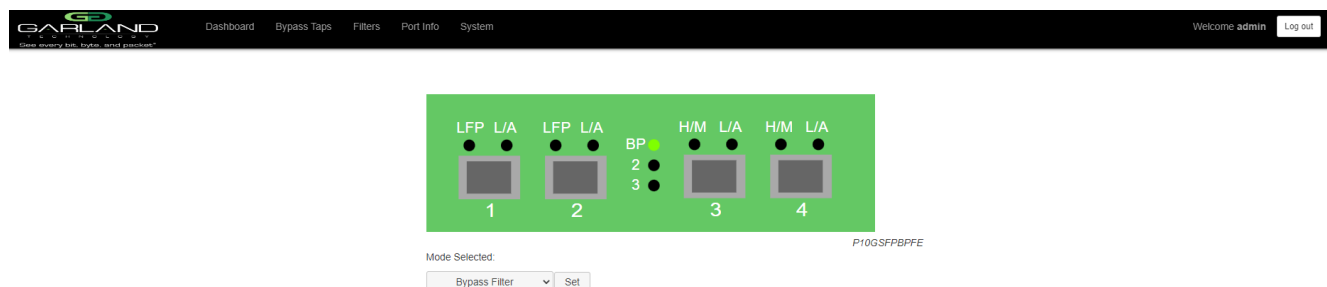 GARLAND
TECHNOLOGY
See every bit, byte, and packet®
Dashboard Bypass Taps Filters Port Info System
Welcome admin Log out
LFP L/A LFP L/A H/M L/A H/M L/A
BP
2
3
1 2 3 4
P10GSFPBPFE
Mode Selected:
Bypass Filter Set